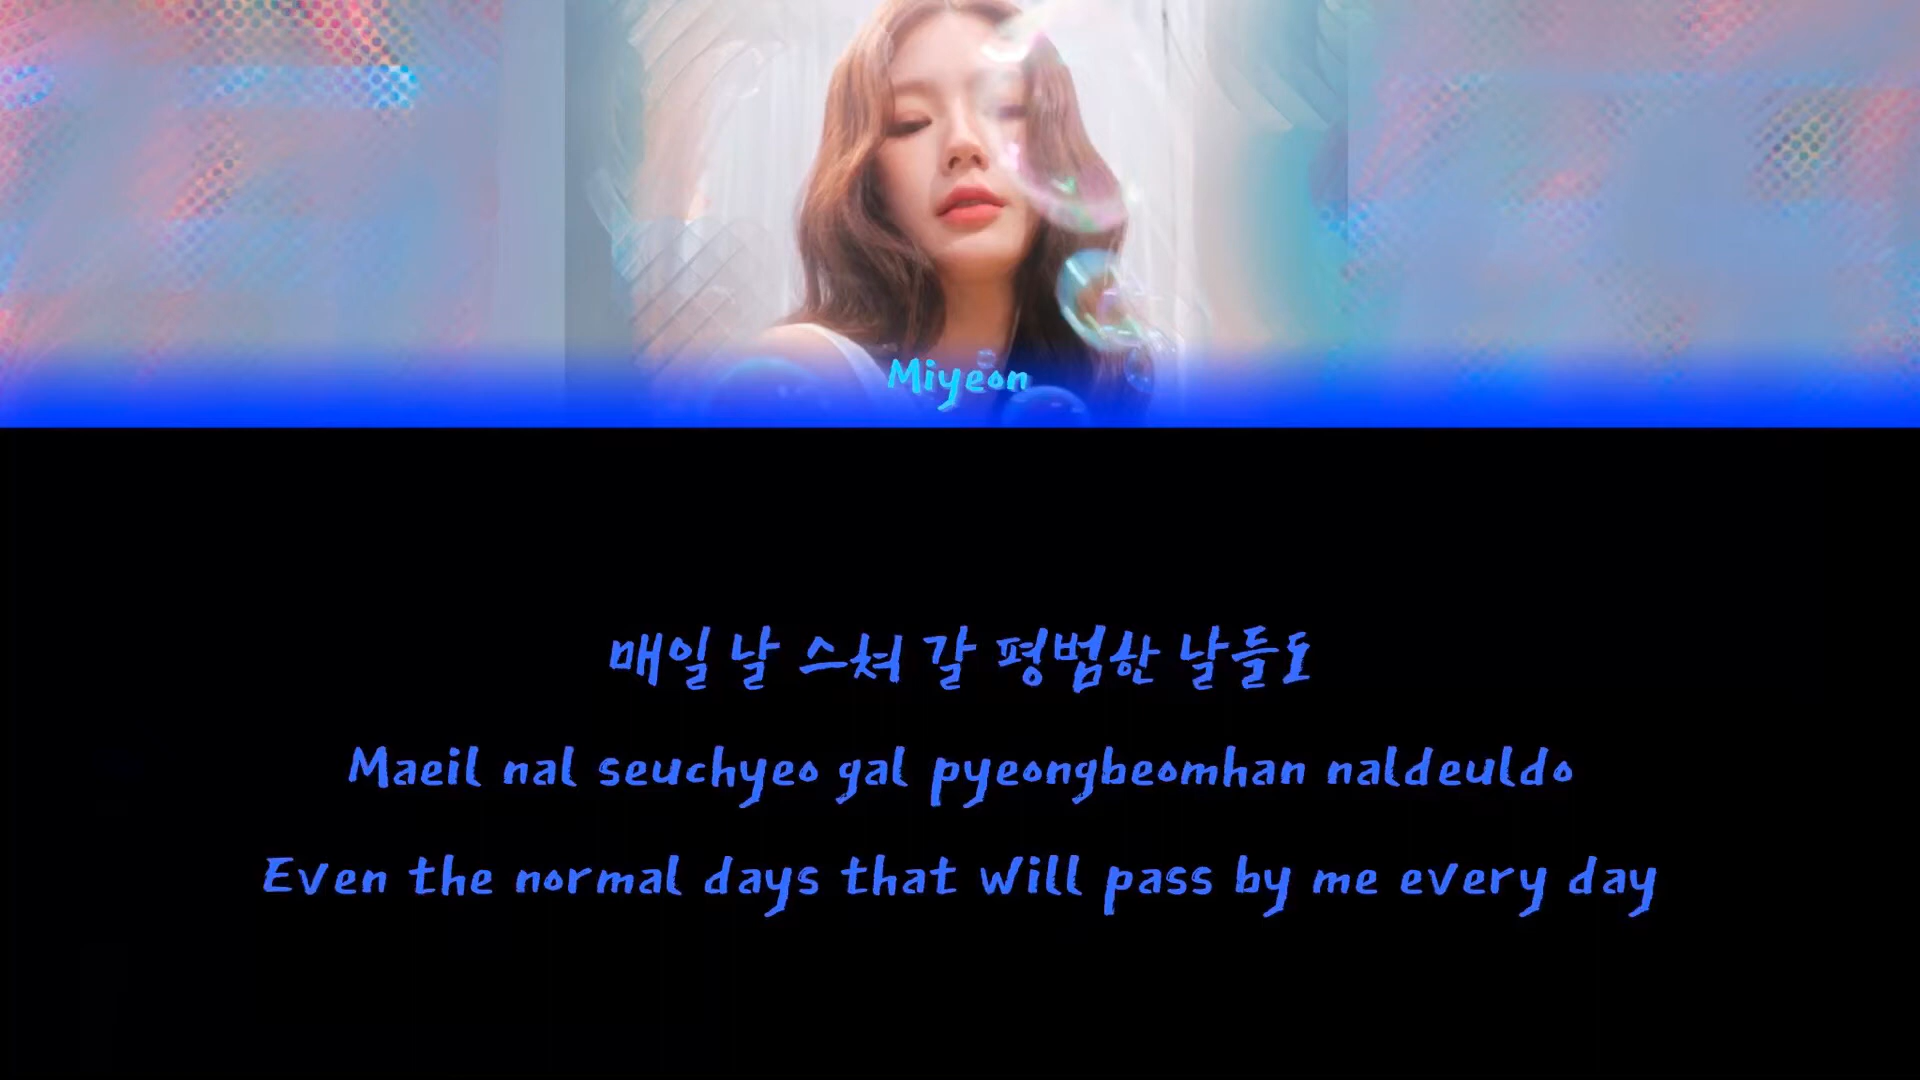 Miyeon
매일 날 스쳐 갈 평범한 날들도
Maeil nal seuchyeo gal pyeongbeomhan naldeuldo
Even the normal days that will pass by me every day